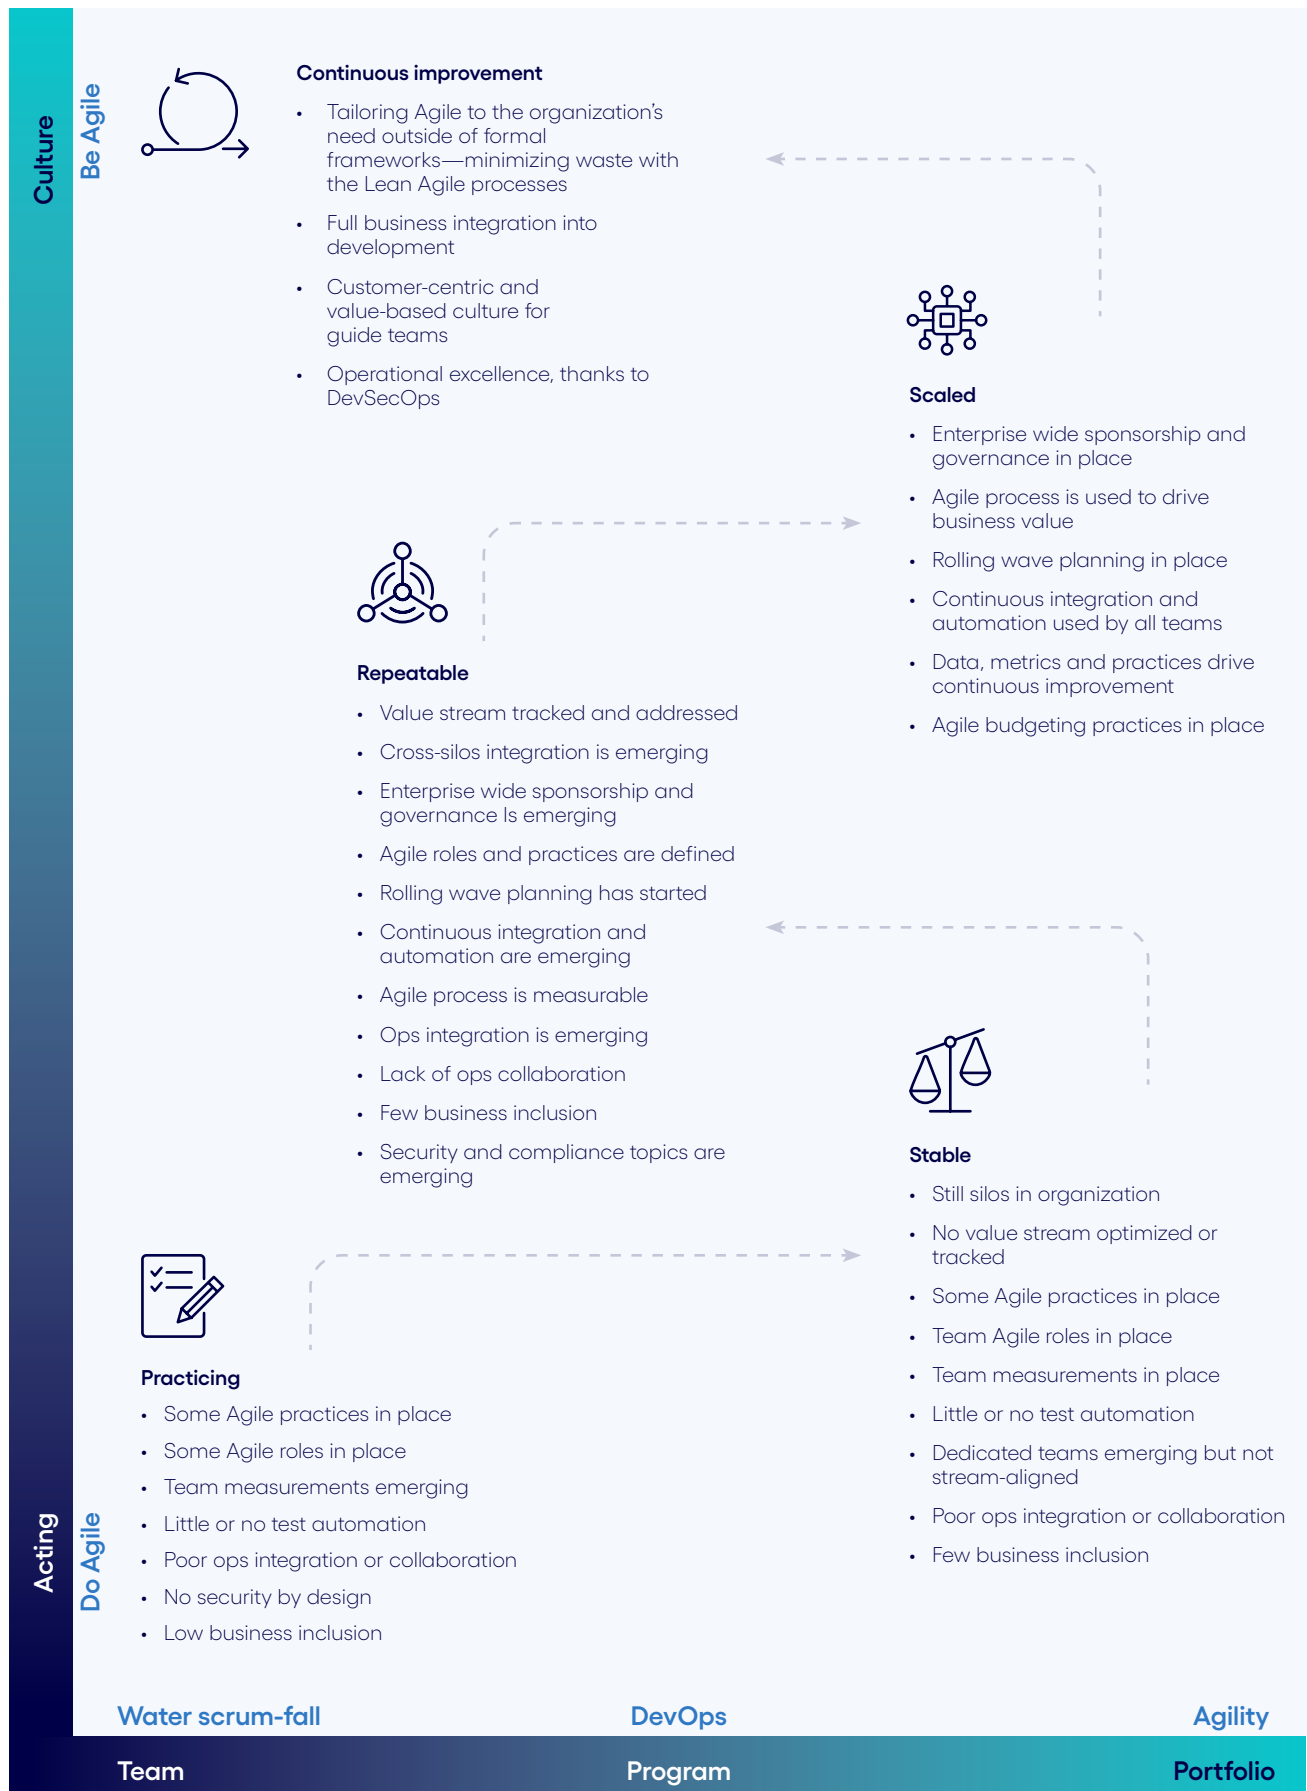 Culture
Be Agile
Continuous improvement
• Tailoring Agile to the organization's
need outside of formal
frameworks—minimizing waste with
the Lean Agile processes
• Full business integration into
development
• Customer-centric and
value-based culture for
guide teams
• Operational excellence, thanks to
DevSecOps
Scaled
• Enterprise wide sponsorship and
governance in place
• Agile process is used to drive
business value
• Rolling wave planning in place
• Continuous integration and
automation used by all teams
• Data, metrics and practices drive
continuous improvement
• Agile budgeting practices in place
Repeatable
• Value stream tracked and addressed
• Cross-silos integration is emerging
• Enterprise wide sponsorship and
governance Is emerging
• Agile roles and practices are defined
• Rolling wave planning has started
• Continuous integration and
automation are emerging
• Agile process is measurable
• Ops integration is emerging
• Lack of ops collaboration
• Few business inclusion
• Security and compliance topics are
emerging
Stable
• Still silos in organization
• No value stream optimized or
tracked
• Some Agile practices in place
• Team Agile roles in place
• Team measurements in place
• Little or no test automation
• Dedicated teams emerging but not
stream-aligned
• Poor ops integration or collaboration
• Few business inclusion
Practicing
• Some Agile practices in place
• Some Agile roles in place
• Team measurements emerging
• Little or no test automation
• Poor ops integration or collaboration
• No security by design
• Low business inclusion
Acting
Do Agile
Water scrum-fall
DevOps
Agility
Team
Program
Portfolio